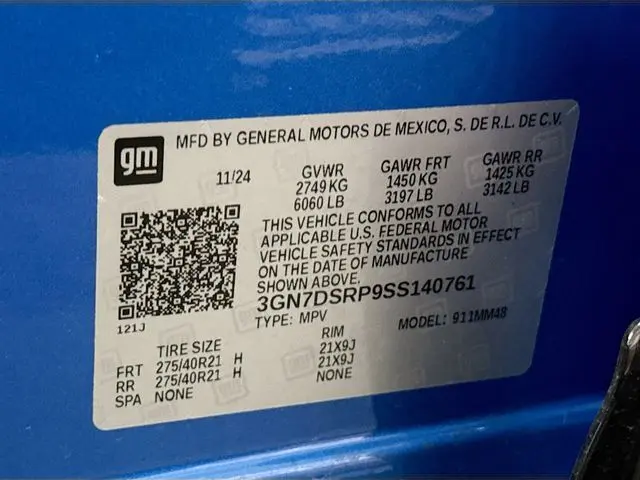 gm
MFD BY GENERAL MOTORS DE MEXICO, S. DE R.L. DE C.V.
11/24
GVWR
2749 KG
6060 LB
GAWR FRT
1450 KG
3197 LB
GAWR RR
1425 KG
3142 LB
THIS VEHICLE CONFORMS TO ALL
APPLICABLE U.S. FEDERAL MOTOR
VEHICLE SAFETY STANDARDS IN EFFECT
ON THE DATE OF MANUFACTURE
SHOWN ABOVE.
3GN7DSRP9SS140761
TYPE: MPV
MODEL: 911MM48
121J
TIRE SIZE
RIM
FRT 275/40R21 H 21X9J
RR 275/40R21 H 21X9J
SPA NONE NONE